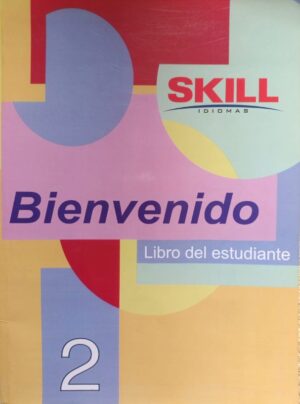 SKILL
IDIOMAS
Bienvenido
Libro del estudiante
2